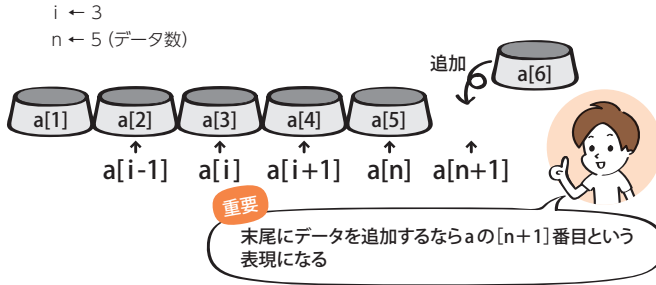 i ← 3
n ← 5 (データ数)
追加
a[6]
a[1] a[2] a[3] a[4] a[5]
↑ ↑ ↑ ↑ ↑
a[i-1] a[i] a[i+1] a[n] a[n+1]
重要
末尾にデータを追加するならaの[n+1]番目という
表現になる